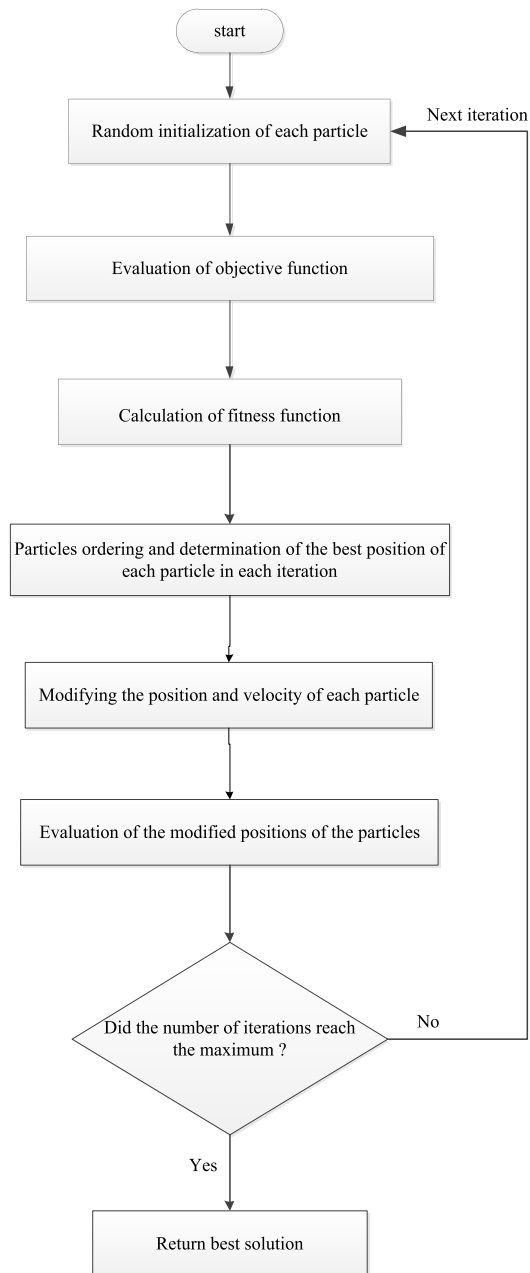 start
Next iteration
Random initialization of each particle
Evaluation of objective function
Calculation of fitness function
Particles ordering and determination of the best position of
each particle in each iteration
Modifying the position and velocity of each particle
Evaluation of the modified positions of the particles
Did the number of iterations reach
the maximum ?
No
Yes
Return best solution